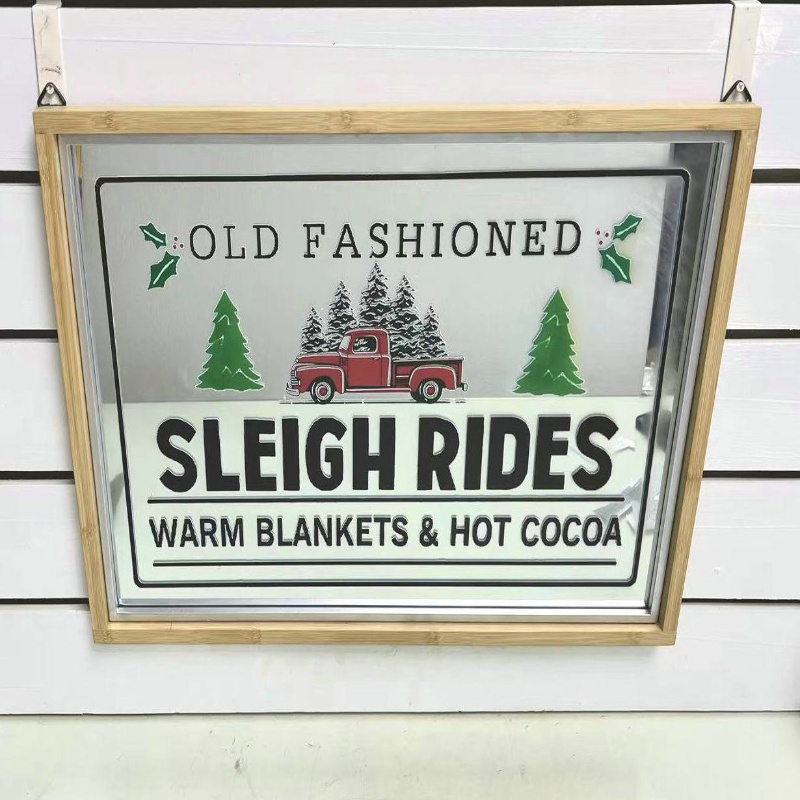 OLD FASHIONED
SLEIGH RIDES
WARM BLANKETS & HOT COCOA